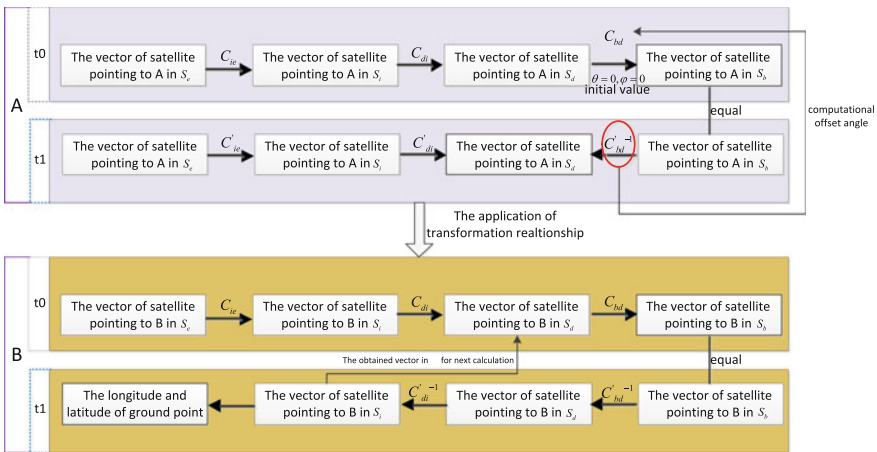 A
t0
The vector of satellite
pointing to A in S_e
C_ie
The vector of satellite
pointing to A in S_i
C_di
The vector of satellite
pointing to A in S_d
C_bd
θ = 0, φ = 0
initial value
The vector of satellite
pointing to A in S_b
equal
computational
offset angle
t1
The vector of satellite
pointing to A in S_e
C'_ie
The vector of satellite
pointing to A in S_i
C'_di
The vector of satellite
pointing to A in S_d
C'_bd^-1
The vector of satellite
pointing to A in S_b
The application of
transformation realtionship
B
t0
The vector of satellite
pointing to B in S_e
C_ie
The vector of satellite
pointing to B in S_i
C_di
The vector of satellite
pointing to B in S_d
C_bd
The vector of satellite
pointing to B in S_b
The obtained vector in for next calculation
equal
t1
The longitude and
latitude of ground point
The vector of satellite
pointing to B in S_i
C'_di^-1
The vector of satellite
pointing to B in S_d
C'_bd^-1
The vector of satellite
pointing to B in S_b